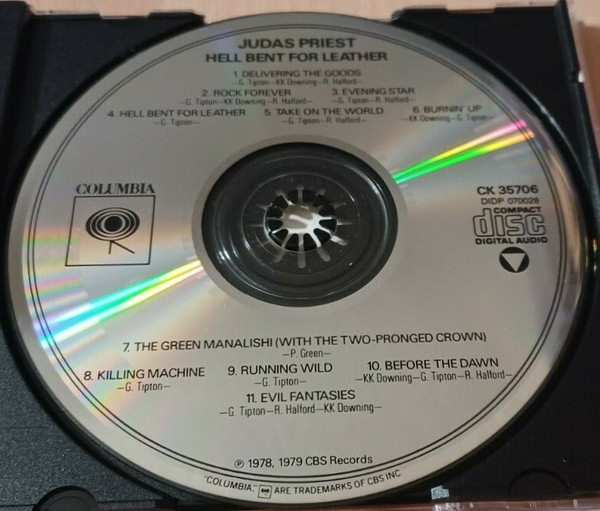 JUDAS PRIEST
HELL BENT FOR LEATHER
1. DELIVERING THE GOODS
—G. Tipton—KK Downing—R. Halford—
2. ROCK FOREVER 3. EVENING STAR
—G. Tipton—KK Downing—R. Halford— —G. Tipton—R. Halford—
4. HELL BENT FOR LEATHER 5. TAKE ON THE WORLD 6. BURNIN' UP
—G. Tipton— —G. Tipton—R. Halford— —KK Downing—G. Tipton—
COLUMBIA
CK 35706
DIDP 070028
COMPACT
disc
DIGITAL AUDIO
7. THE GREEN MANALISHI (WITH THE TWO-PRONGED CROWN)
—P. Green—
8. KILLING MACHINE 9. RUNNING WILD 10. BEFORE THE DAWN
—G. Tipton— —G. Tipton— —KK Downing—G. Tipton—R. Halford—
11. EVIL FANTASIES
—G. Tipton—R. Halford—KK Downing—
℗ 1978, 1979 CBS Records
"COLUMBIA," ARE TRADEMARKS OF CBS INC.